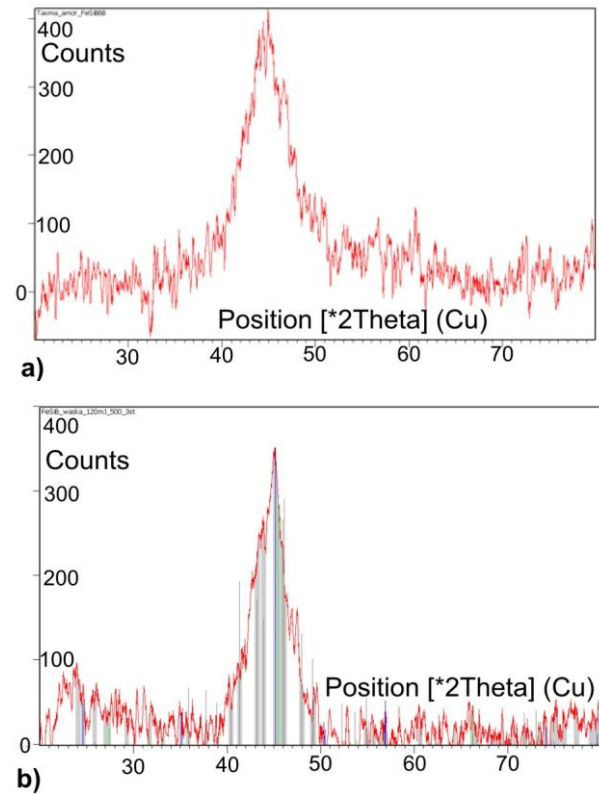 Tasma_amor_FeSiBBB
400
Counts
300
200
100
0
Position [*2Theta] (Cu)
30 40 50 60 70
a)
FeSiB_waska_120mJ_500_3st
400
Counts
300
200
100
Position [*2Theta] (Cu)
0
30 40 50 60 70
b)